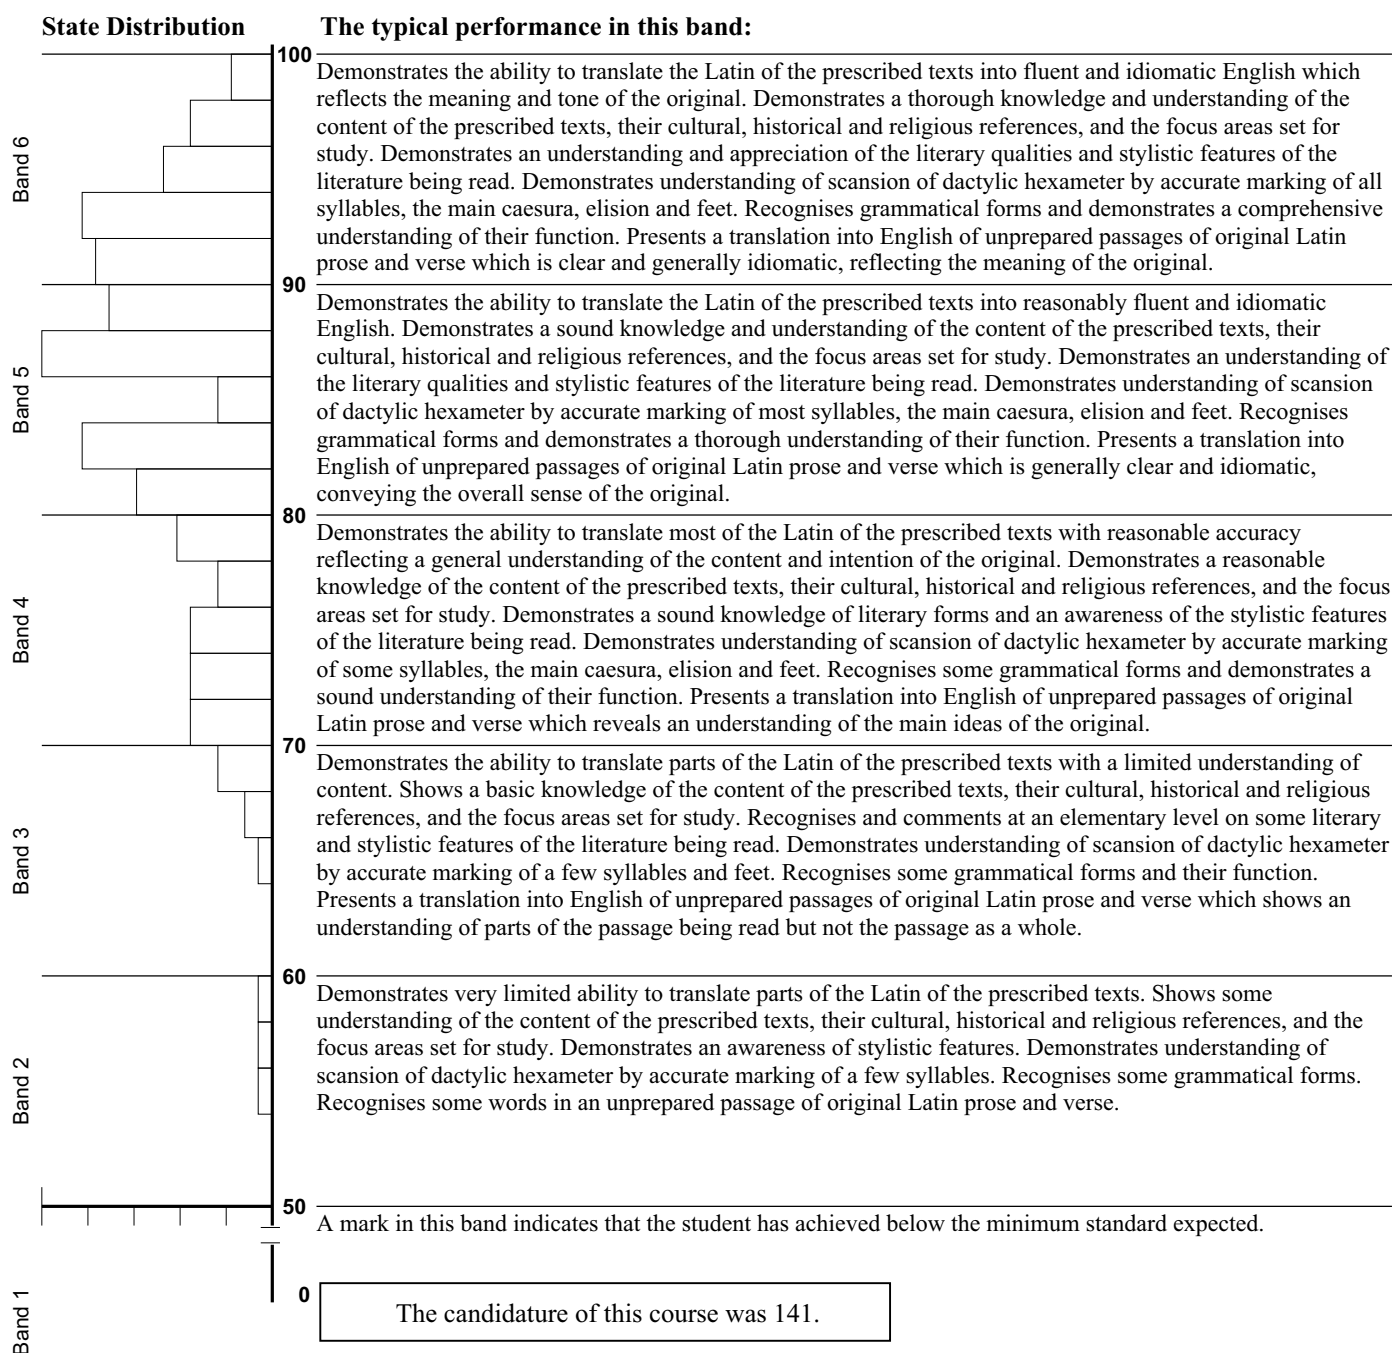 State Distribution
The typical performance in this band:
Band 6
100
Demonstrates the ability to translate the Latin of the prescribed texts into fluent and idiomatic English which
reflects the meaning and tone of the original. Demonstrates a thorough knowledge and understanding of the
content of the prescribed texts, their cultural, historical and religious references, and the focus areas set for
study. Demonstrates an understanding and appreciation of the literary qualities and stylistic features of the
literature being read. Demonstrates understanding of scansion of dactylic hexameter by accurate marking of all
syllables, the main caesura, elision and feet. Recognises grammatical forms and demonstrates a comprehensive
understanding of their function. Presents a translation into English of unprepared passages of original Latin
prose and verse which is clear and generally idiomatic, reflecting the meaning of the original.
Band 5
90
Demonstrates the ability to translate the Latin of the prescribed texts into reasonably fluent and idiomatic
English. Demonstrates a sound knowledge and understanding of the content of the prescribed texts, their
cultural, historical and religious references, and the focus areas set for study. Demonstrates an understanding of
the literary qualities and stylistic features of the literature being read. Demonstrates understanding of scansion
of dactylic hexameter by accurate marking of most syllables, the main caesura, elision and feet. Recognises
grammatical forms and demonstrates a thorough understanding of their function. Presents a translation into
English of unprepared passages of original Latin prose and verse which is generally clear and idiomatic,
conveying the overall sense of the original.
Band 4
80
Demonstrates the ability to translate most of the Latin of the prescribed texts with reasonable accuracy
reflecting a general understanding of the content and intention of the original. Demonstrates a reasonable
knowledge of the content of the prescribed texts, their cultural, historical and religious references, and the focus
areas set for study. Demonstrates a sound knowledge of literary forms and an awareness of the stylistic features
of the literature being read. Demonstrates understanding of scansion of dactylic hexameter by accurate marking
of some syllables, the main caesura, elision and feet. Recognises some grammatical forms and demonstrates a
sound understanding of their function. Presents a translation into English of unprepared passages of original
Latin prose and verse which reveals an understanding of the main ideas of the original.
Band 3
70
Demonstrates the ability to translate parts of the Latin of the prescribed texts with a limited understanding of
content. Shows a basic knowledge of the content of the prescribed texts, their cultural, historical and religious
references, and the focus areas set for study. Recognises and comments at an elementary level on some literary
and stylistic features of the literature being read. Demonstrates understanding of scansion of dactylic hexameter
by accurate marking of a few syllables and feet. Recognises some grammatical forms and their function.
Presents a translation into English of unprepared passages of original Latin prose and verse which shows an
understanding of parts of the passage being read but not the passage as a whole.
Band 2
60
Demonstrates very limited ability to translate parts of the Latin of the prescribed texts. Shows some
understanding of the content of the prescribed texts, their cultural, historical and religious references, and the
focus areas set for study. Demonstrates an awareness of stylistic features. Demonstrates understanding of
scansion of dactylic hexameter by accurate marking of a few syllables. Recognises some grammatical forms.
Recognises some words in an unprepared passage of original Latin prose and verse.
Band 1
50
A mark in this band indicates that the student has achieved below the minimum standard expected.
0
The candidature of this course was 141.